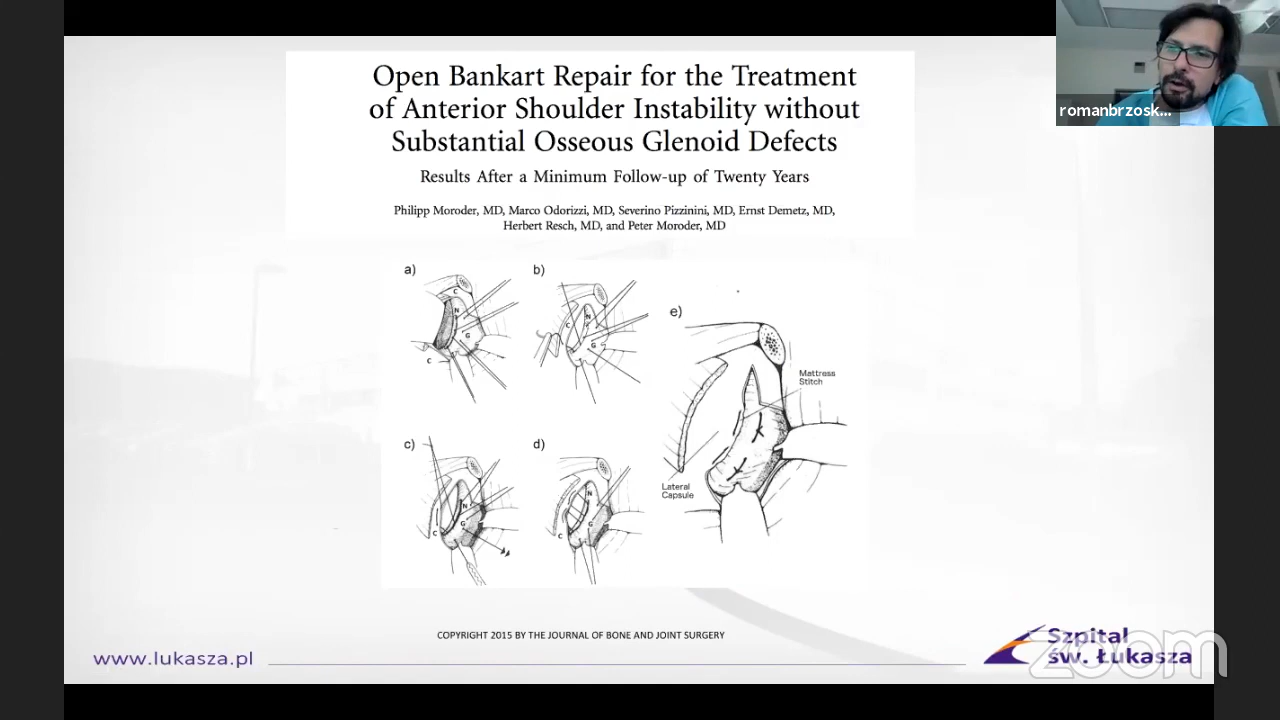 Open Bankart Repair for the Treatment
of Anterior Shoulder Instability without
Substantial Osseous Glenoid Defects
Results After a Minimum Follow-up of Twenty Years
Philipp Moroder, MD, Marco Odorizzi, MD, Severino Pizzinini, MD, Ernst Demetz, MD,
Herbert Resch, MD, and Peter Moroder, MD
romanbrzosk...
a)
C
N
G
C
b)
N
C
G
e)
Mattress
Stitch
Lateral
Capsule
c)
N
G
C
d)
N
G
C
COPYRIGHT 2015 BY THE JOURNAL OF BONE AND JOINT SURGERY
www.lukasza.pl
Szpital
św. Łukasza
zoom